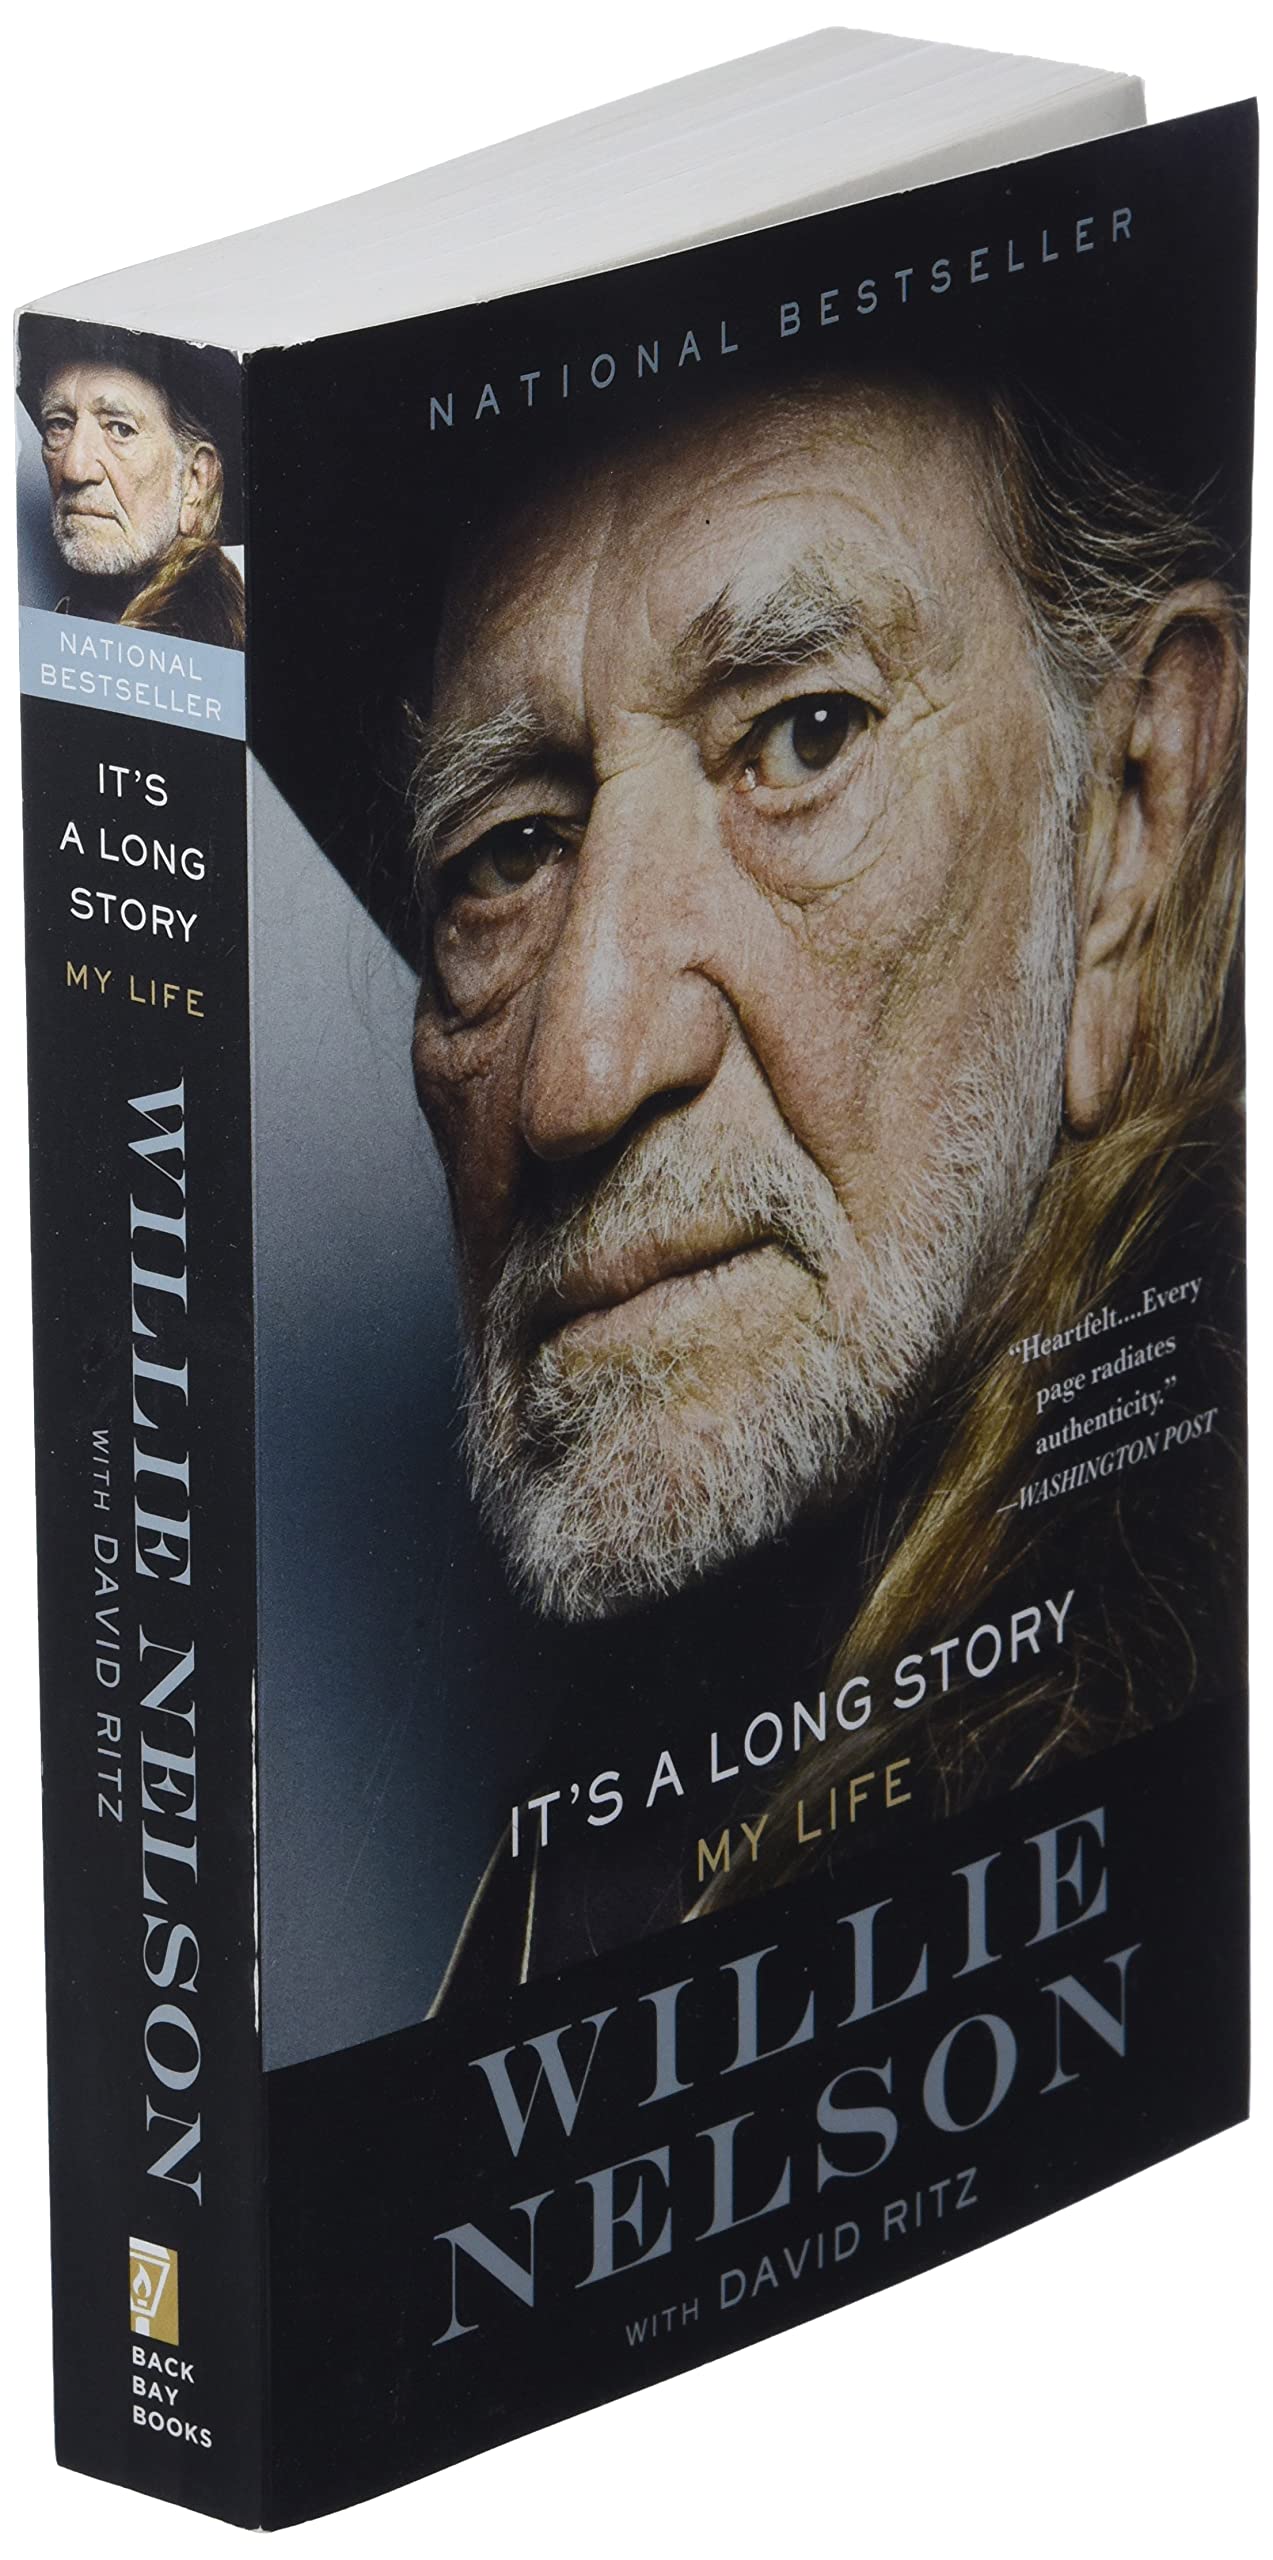 NATIONAL
BESTSELLER
IT'S
A LONG
STORY
MY LIFE
WILLIE NELSON
WITH DAVID RITZ
BACK
BAY
BOOKS
NATIONAL BESTSELLER
“Heartfelt....Every
page radiates
authenticity.”
—WASHINGTON POST
IT'S A LONG STORY
MY LIFE
WILLIE
NELSON
WITH DAVID RITZ